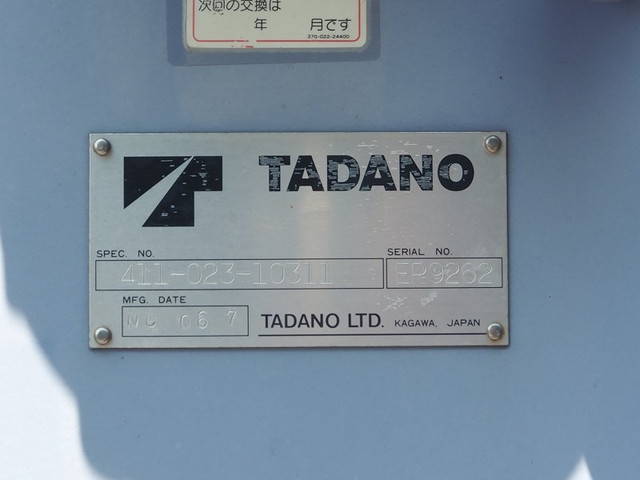 次回の交換は
年 月です
270-022-24400
TADANO
SPEC. NO.
SERIAL NO.
411-023-10311
EP9262
MFG. DATE
06 7
TADANO LTD. KAGAWA, JAPAN